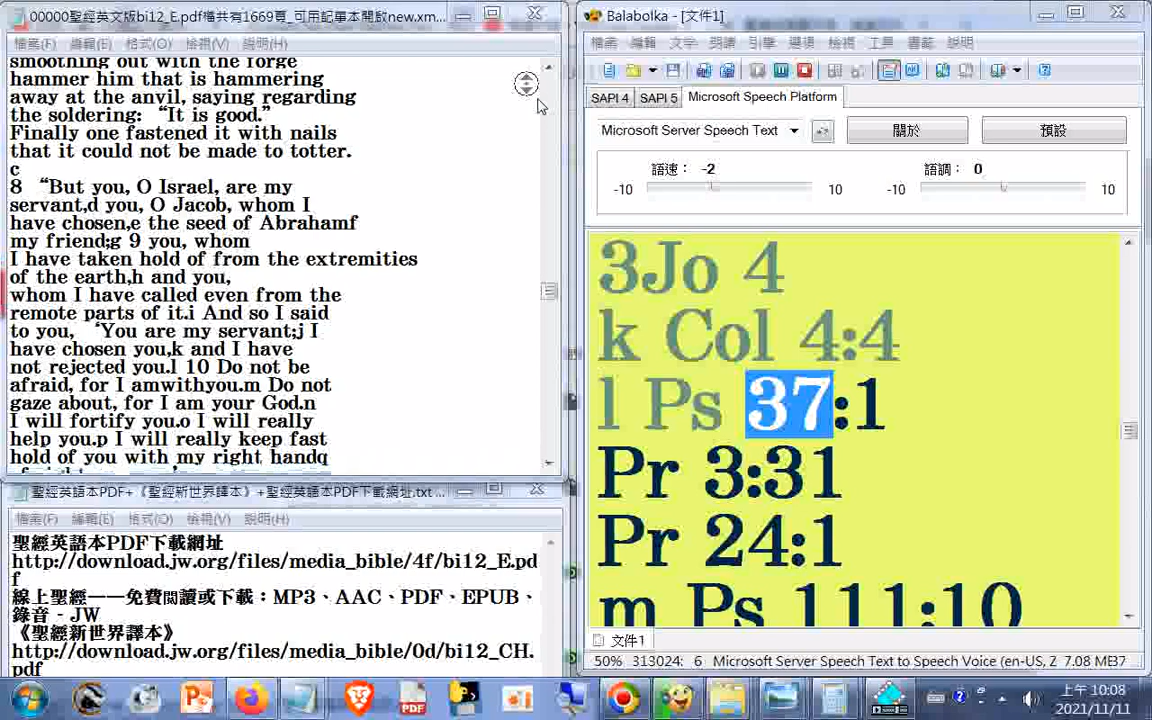 00000聖經英文版bi12_E.pdf檔共有1669頁_可用記事本開啟new.xm...
檔案(F) 編輯(E) 格式(O) 檢視(V) 說明(H)
smoothing out with the forge
hammer him that is hammering
away at the anvil, saying regarding
the soldering: “It is good.”
Finally one fastened it with nails
that it could not be made to totter.
c
8 “But you, O Israel, are my
servant,d you, O Jacob, whom I
have chosen,e the seed of Abrahamf
my friend;g 9 you, whom
I have taken hold of from the extremities
of the earth,h and you,
whom I have called even from the
remote parts of it.i And so I said
to you, ‘You are my servant;j I
have chosen you,k and I have
not rejected you.l 10 Do not be
afraid, for I amwithyou.m Do not
gaze about, for I am your God.n
I will fortify you.o I will really
help you.p I will really keep fast
hold of you with my right handq
聖經英語本PDF+《聖經新世界譯本》+聖經英語本PDF下載網址.txt ...
檔案(F) 編輯(E) 格式(O) 檢視(V) 說明(H)
聖經英語本PDF下載網址
http://download.jw.org/files/media_bible/4f/bi12_E.pd
f
線上聖經——免費閱讀或下載：MP3、AAC、PDF、EPUB、
錄音 - JW
《聖經新世界譯本》
http://download.jw.org/files/media_bible/0d/bi12_CH.
pdf
Balabolka - [文件1]
檔案 編輯 文字 朗讀 引擎 選項 檢視 工具 書籤 說明
SAPI 4 SAPI 5 Microsoft Speech Platform
Microsoft Server Speech Text 關於 預設
語速： -2 語調： 0
-10 10 -10 10
3Jo 4
k Col 4:4
l Ps 37:1
Pr 3:31
Pr 24:1
m Ps 111:10
文件1
50% 313024: 6 Microsoft Server Speech Text to Speech Voice (en-US, Z 7.08 MB37
上午 10:08
2021/11/11